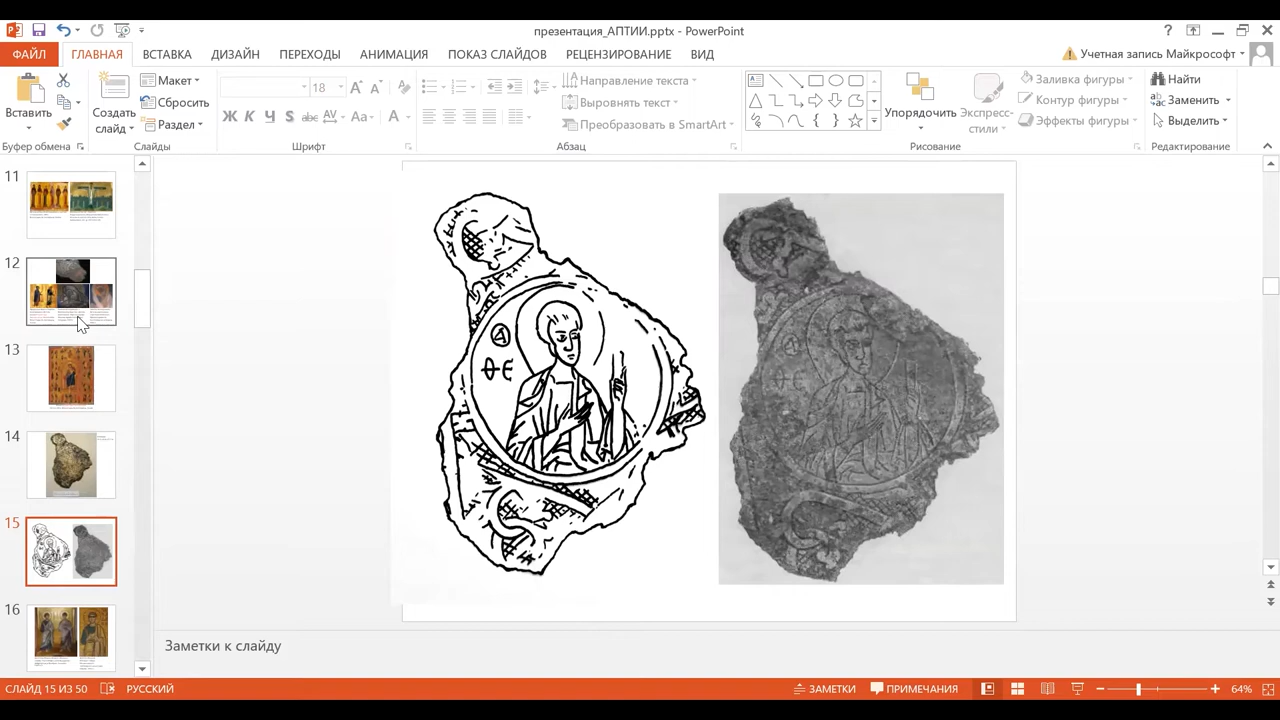 презентация_АПТИИ.pptx - PowerPoint
ФАЙЛ ГЛАВНАЯ ВСТАВКА ДИЗАЙН ПЕРЕХОДЫ АНИМАЦИЯ ПОКАЗ СЛАЙДОВ РЕЦЕНЗИРОВАНИЕ ВИД Учетная запись Майкрософт
Вставить
Буфер обмена
Создать слайд
Макет
Сбросить
Раздел
Слайды
18
Ж К Ч S abc AV Aa A
Шрифт
Направление текста
Выровнять текст
Преобразовать в SmartArt
Абзац
Упорядочить
Экспресс-стили
Заливка фигуры
Контур фигуры
Эффекты фигуры
Рисование
Найти
Заменить
Выделить
Редактирование
11
12
13
14
15
16
ΘΕ
Заметки к слайду
СЛАЙД 15 ИЗ 50 РУССКИЙ ЗАМЕТКИ ПРИМЕЧАНИЯ 64%